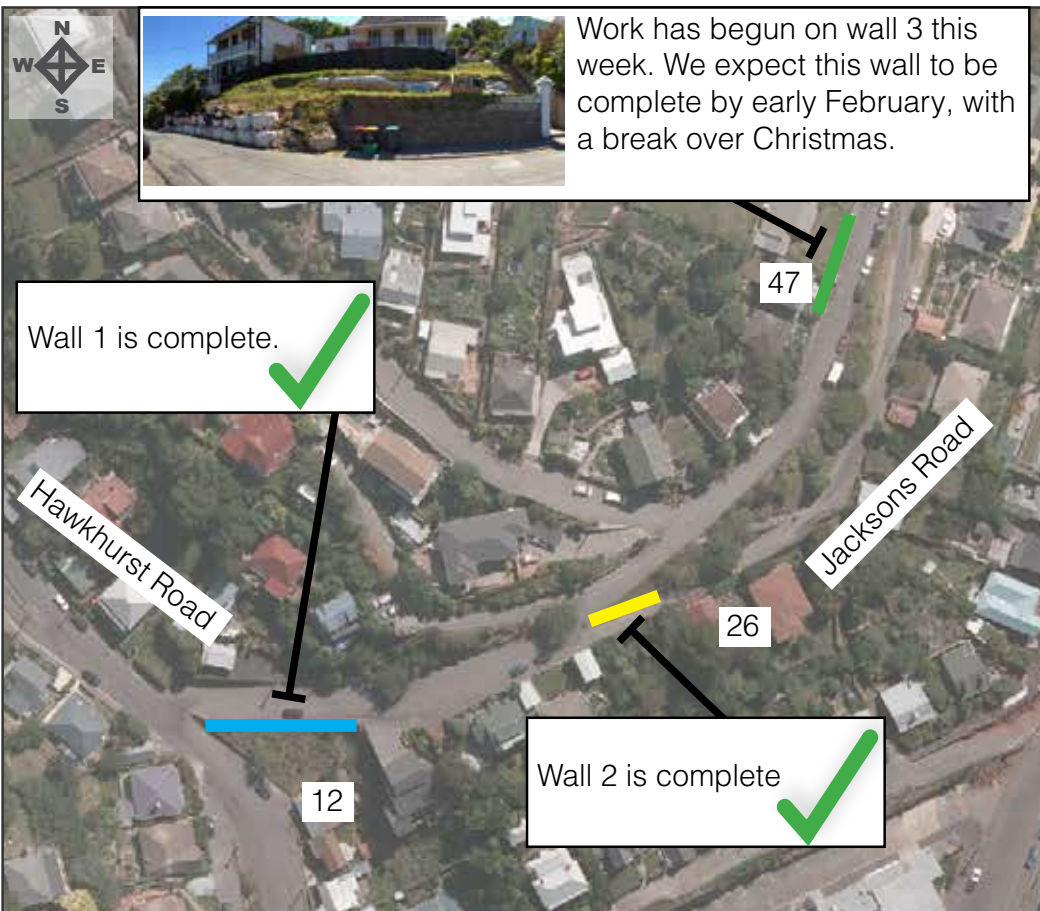 N
W E
S
Work has begun on wall 3 this
week. We expect this wall to be
complete by early February, with
a break over Christmas.
47
Wall 1 is complete.
Hawkhurst Road
Jacksons Road
26
Wall 2 is complete
12